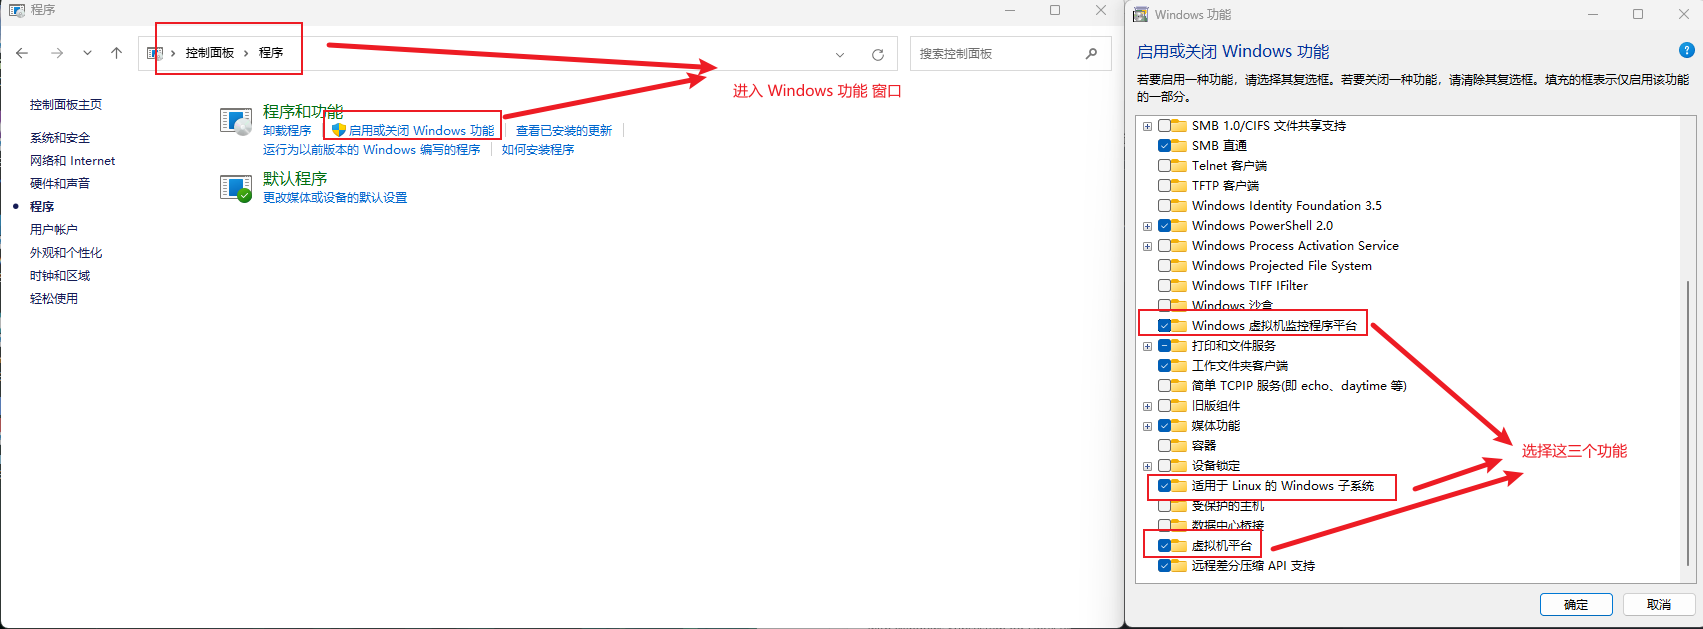 程序
控制面板 › 程序
搜索控制面板
进入 Windows 功能 窗口
控制面板主页
系统和安全
网络和 Internet
硬件和声音
程序
用户帐户
外观和个性化
时钟和区域
轻松使用
程序和功能
卸载程序
启用或关闭 Windows 功能
查看已安装的更新
运行为以前版本的 Windows 编写的程序
如何安装程序
默认程序
更改媒体或设备的默认设置
Windows 功能
启用或关闭 Windows 功能
若要启用一种功能，请选择其复选框。若要关闭一种功能，请清除其复选框。填充的框表示仅启用该功能
的一部分。
SMB 1.0/CIFS 文件共享支持
SMB 直通
Telnet 客户端
TFTP 客户端
Windows Identity Foundation 3.5
Windows PowerShell 2.0
Windows Process Activation Service
Windows Projected File System
Windows TIFF IFilter
Windows 沙盒
Windows 虚拟机监控程序平台
打印和文件服务
工作文件夹客户端
简单 TCPIP 服务(即 echo、daytime 等)
旧版组件
媒体功能
容器
设备锁定
适用于 Linux 的 Windows 子系统
受保护的主机
数据中心桥接
虚拟机平台
远程差分压缩 API 支持
选择这三个功能
确定
取消